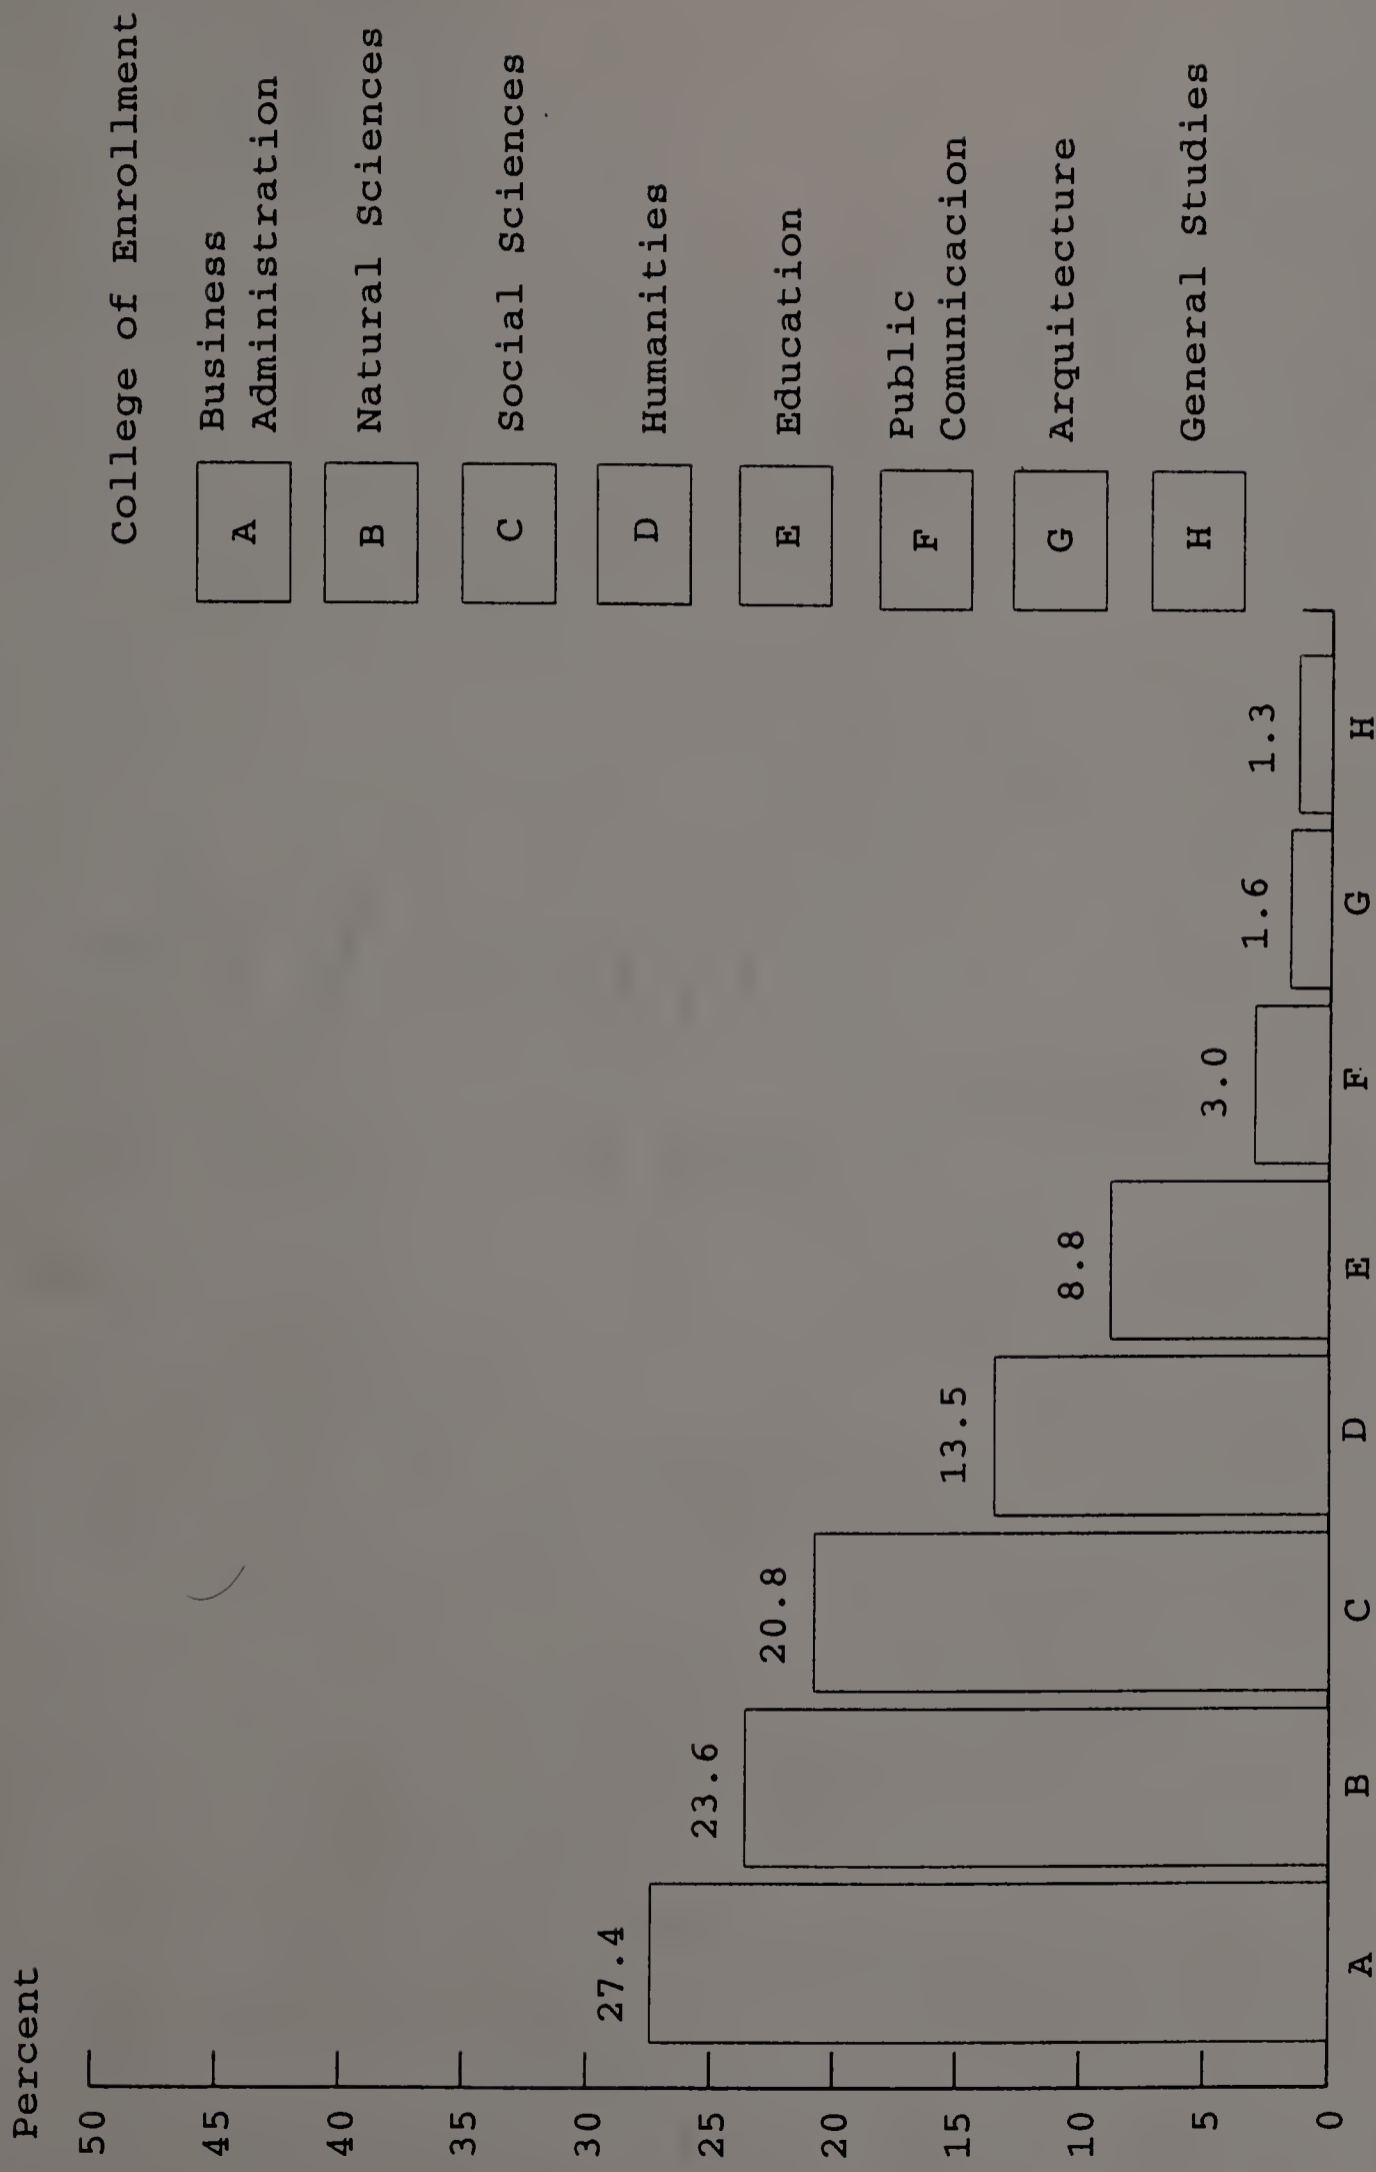 Percent
50
45
40
35
30
25
20
15
10
5
0
27.4
23.6
20.8
13.5
8.8
3.0
1.6
1.3
A
B
C
D
E
F
G
H
College of Enrollment
A Business
Administration
B Natural Sciences
C Social Sciences
D Humanities
E Education
F Public
Comunicacion
G Arquitecture
H General Studies